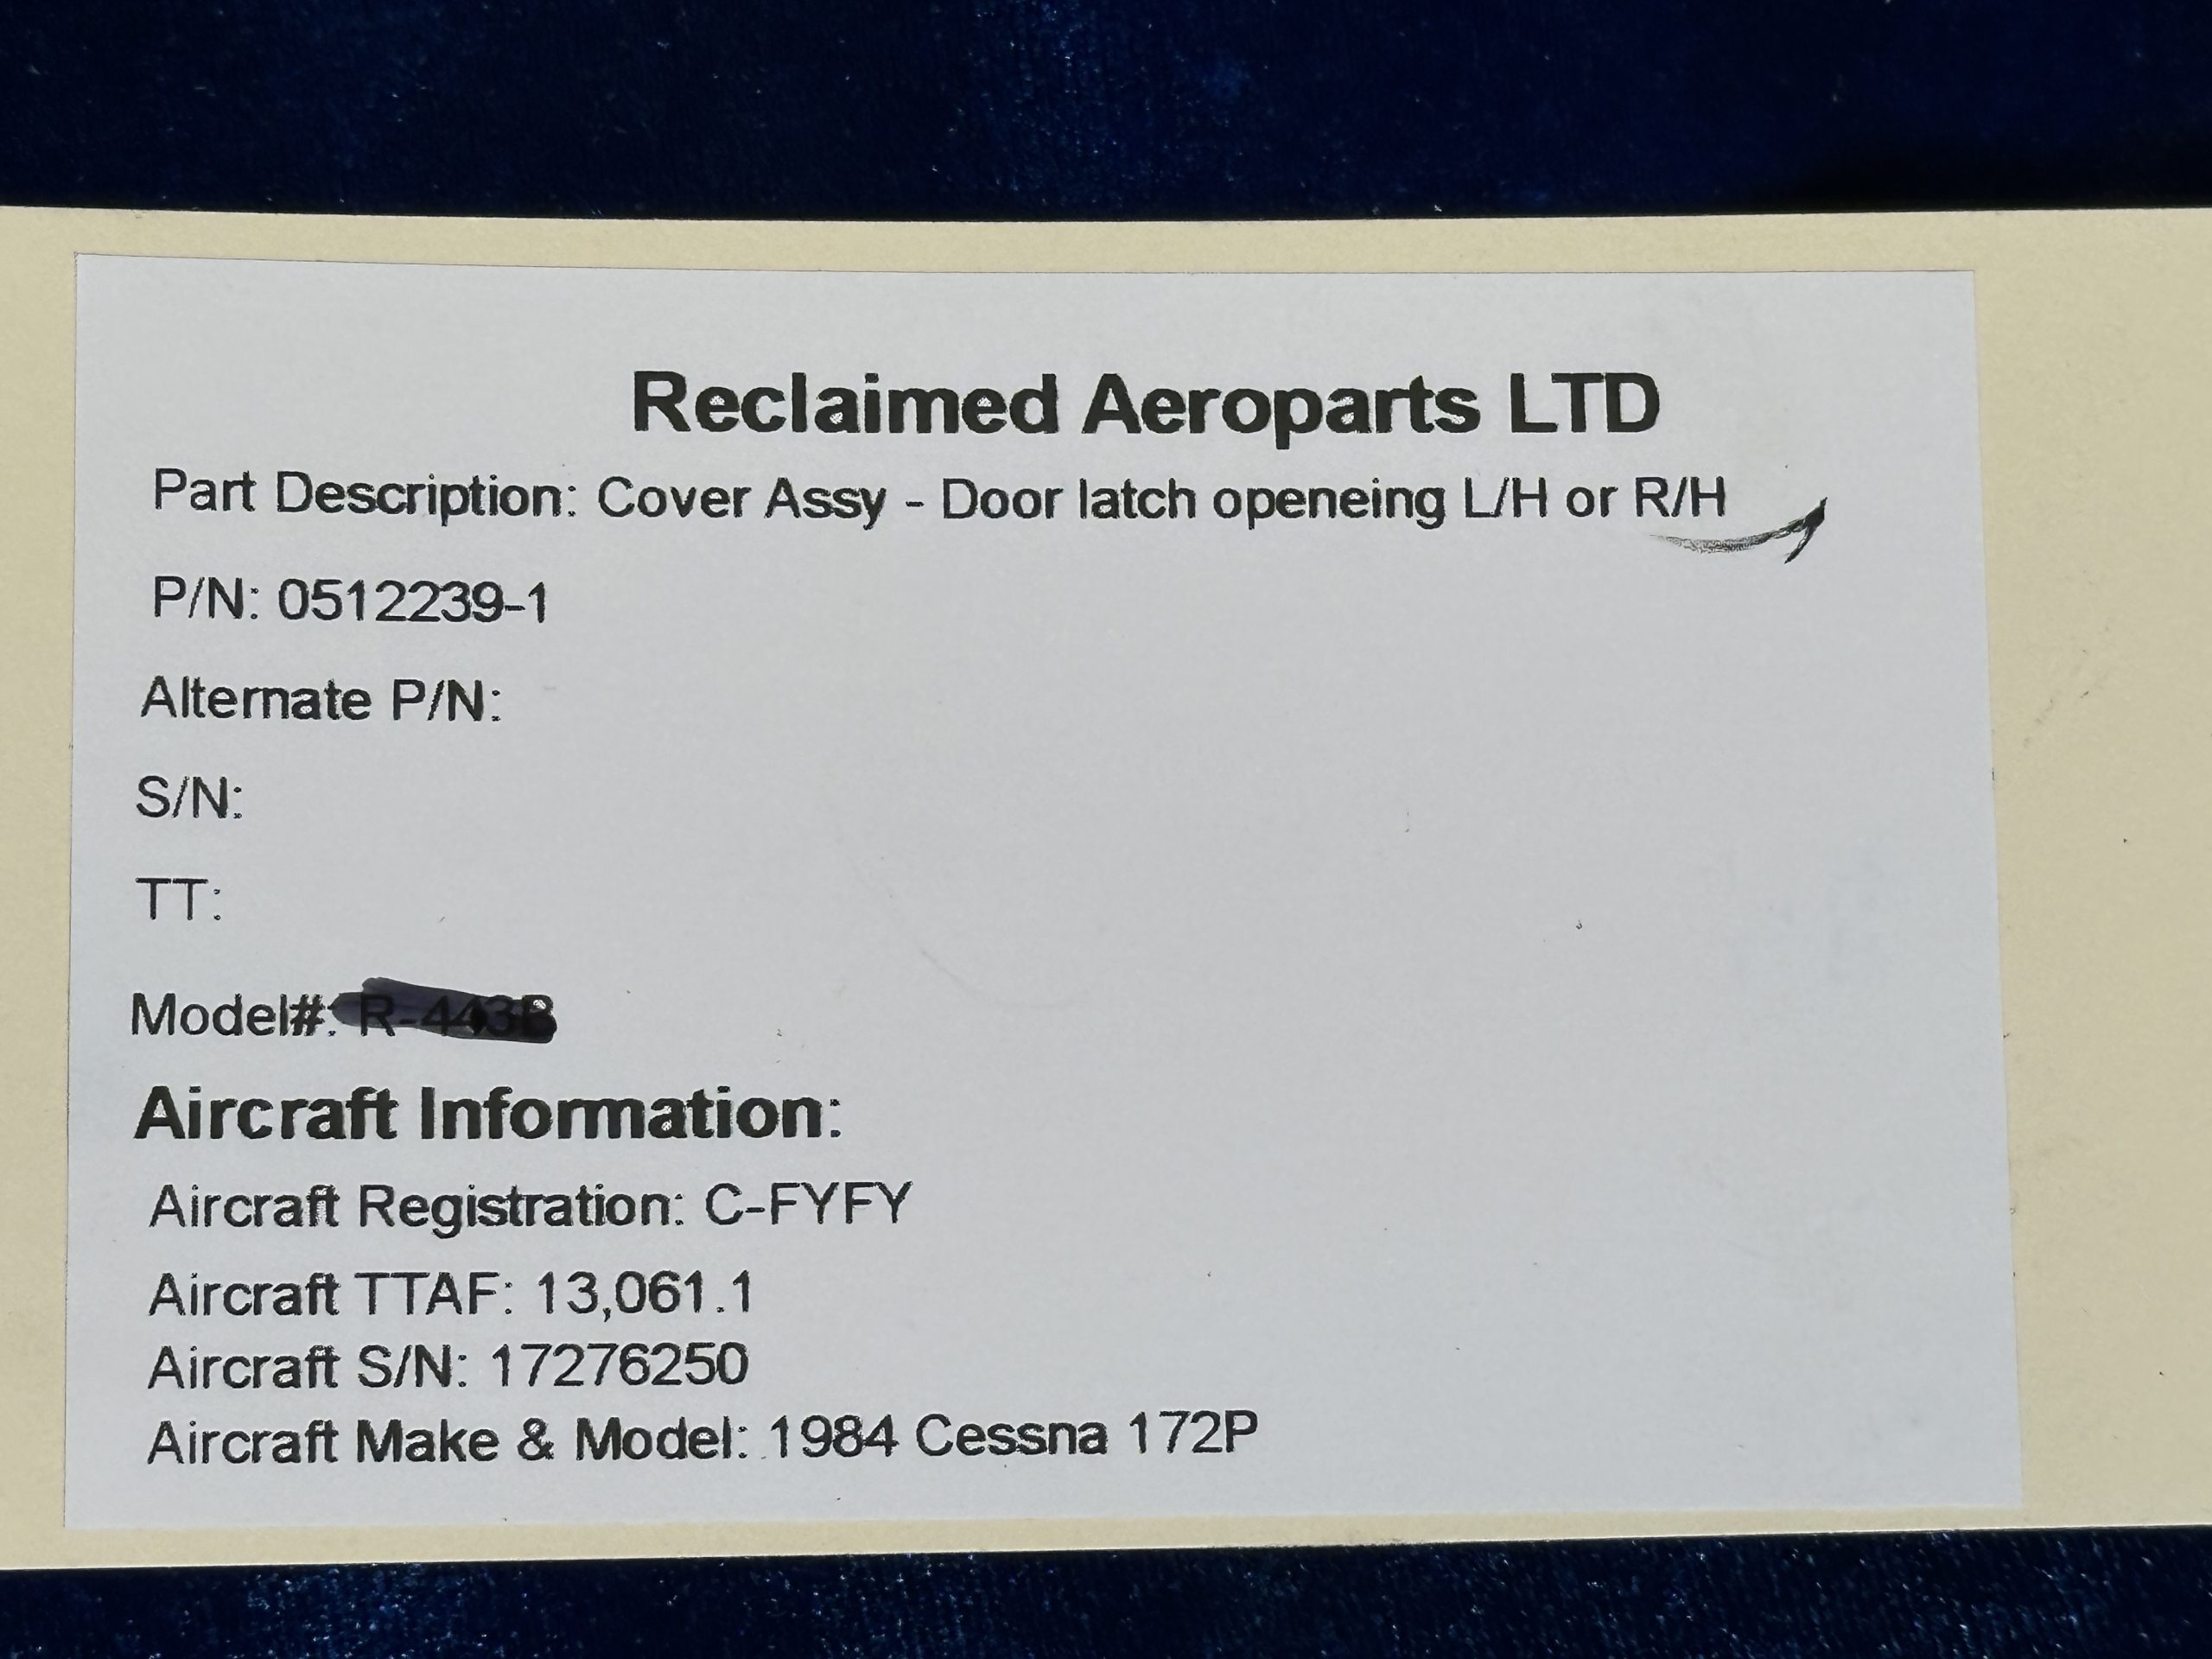 Reclaimed Aeroparts LTD
Part Description: Cover Assy - Door latch openeing L/H or R/H
P/N: 0512239-1
Alternate P/N:
S/N:
TT:
Model#: R-443B
Aircraft Information:
Aircraft Registration: C-FYFY
Aircraft TTAF: 13,061.1
Aircraft S/N: 17276250
Aircraft Make & Model: 1984 Cessna 172P